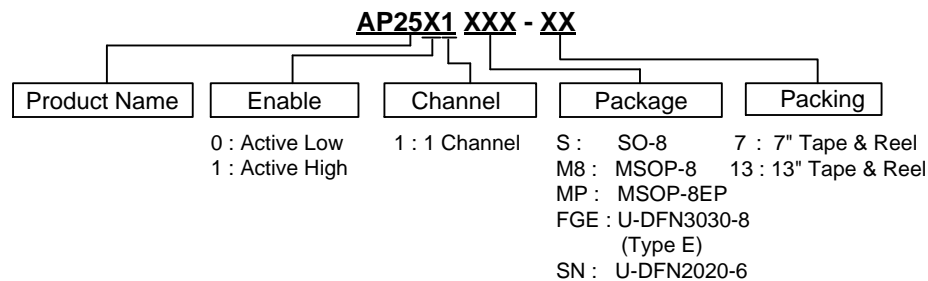 AP25X1 XXX - XX
Product Name Enable Channel Package Packing
0 : Active Low 1 : 1 Channel S : SO-8 7 : 7" Tape & Reel
1 : Active High M8 : MSOP-8 13 : 13" Tape & Reel
MP : MSOP-8EP
FGE : U-DFN3030-8
(Type E)
SN : U-DFN2020-6